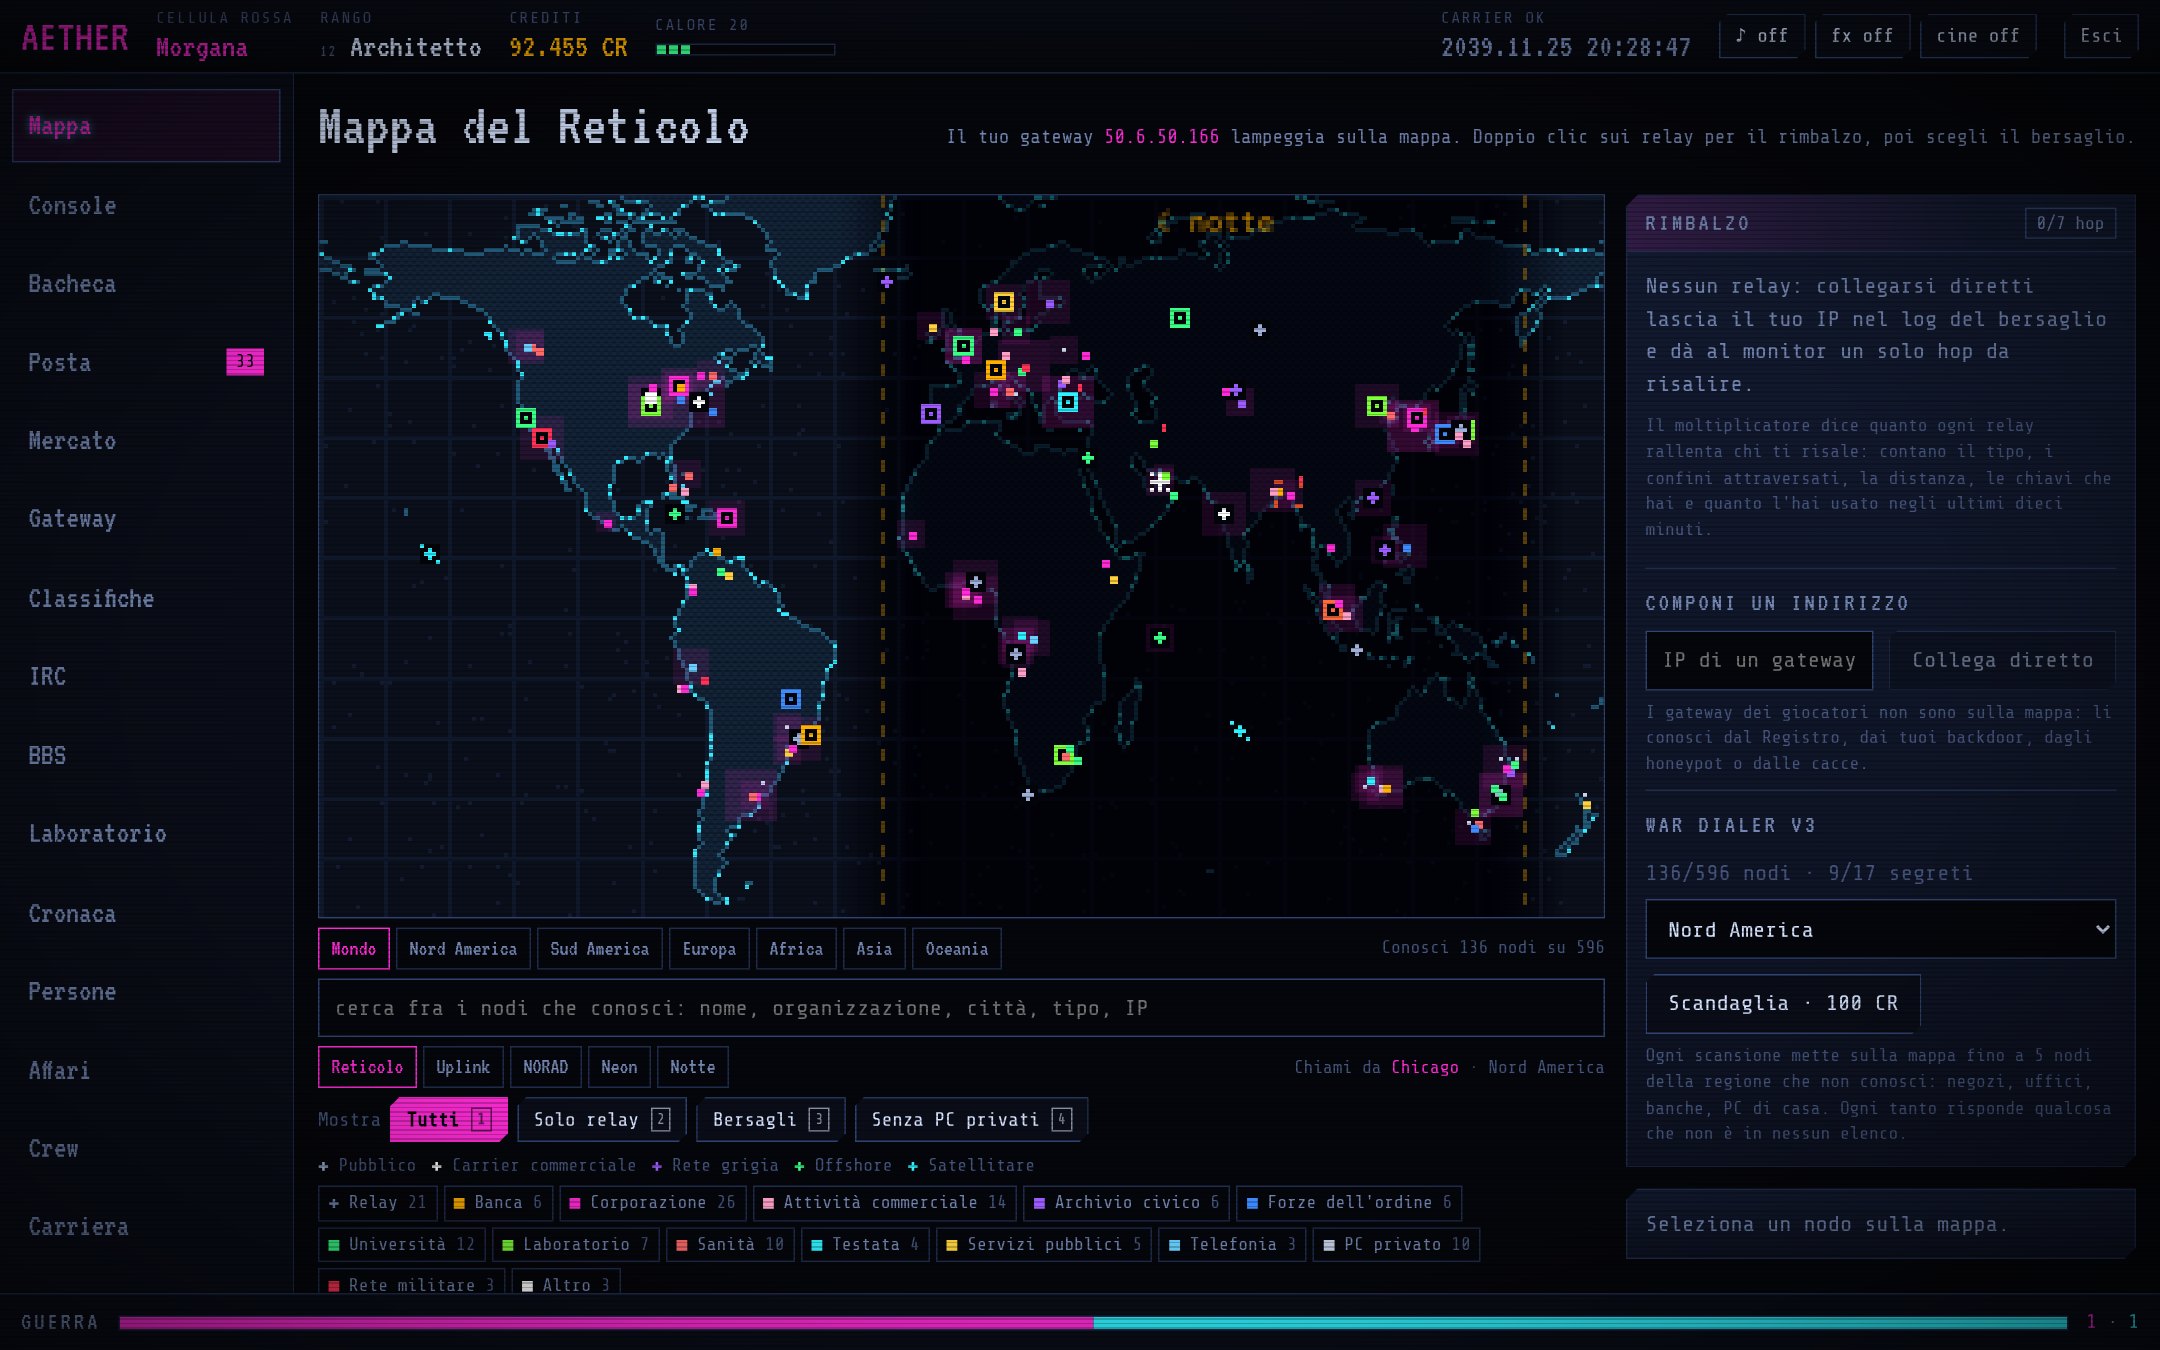 AETHER
CELLULA ROSSA
Morgana
RANGO
12 Architetto
CREDITI
92.455 CR
CALORE 20
CARRIER OK
2039.11.25 20:28:47
♪ off
fx off
cine off
Esci
Mappa
Console
Bacheca
Posta 33
Mercato
Gateway
Classifiche
IRC
BBS
Laboratorio
Cronaca
Persone
Affari
Crew
Carriera
Mappa del Reticolo
Il tuo gateway 50.6.50.166 lampeggia sulla mappa. Doppio clic sui relay per il rimbalzo, poi scegli il bersaglio.
notte
Mondo
Nord America
Sud America
Europa
Africa
Asia
Oceania
Conosci 136 nodi su 596
cerca fra i nodi che conosci: nome, organizzazione, città, tipo, IP
Reticolo
Uplink
NORAD
Neon
Notte
Chiami da Chicago · Nord America
Mostra
Tutti 1
Solo relay 2
Bersagli 3
Senza PC privati 4
Pubblico
Carrier commerciale
Rete grigia
Offshore
Satellitare
Relay 21
Banca 6
Corporazione 26
Attività commerciale 14
Archivio civico 6
Forze dell'ordine 6
Università 12
Laboratorio 7
Sanità 10
Testata 4
Servizi pubblici 5
Telefonia 3
PC privato 10
Rete militare 3
Altro 3
RIMBALZO
0/7 hop
Nessun relay: collegarsi diretti
lascia il tuo IP nel log del bersaglio
e dà al monitor un solo hop da
risalire.
Il moltiplicatore dice quanto ogni relay
rallenta chi ti risale: contano il tipo, i
confini attraversati, la distanza, le chiavi che
hai e quanto l'hai usato negli ultimi dieci
minuti.
COMPONI UN INDIRIZZO
IP di un gateway
Collega diretto
I gateway dei giocatori non sono sulla mappa: li
conosci dal Registro, dai tuoi backdoor, dagli
honeypot o dalle cacce.
WAR DIALER V3
136/596 nodi · 9/17 segreti
Nord America
Scandaglia · 100 CR
Ogni scansione mette sulla mappa fino a 5 nodi
della regione che non conosci: negozi, uffici,
banche, PC di casa. Ogni tanto risponde qualcosa
che non è in nessun elenco.
Seleziona un nodo sulla mappa.
GUERRA
1 · 1